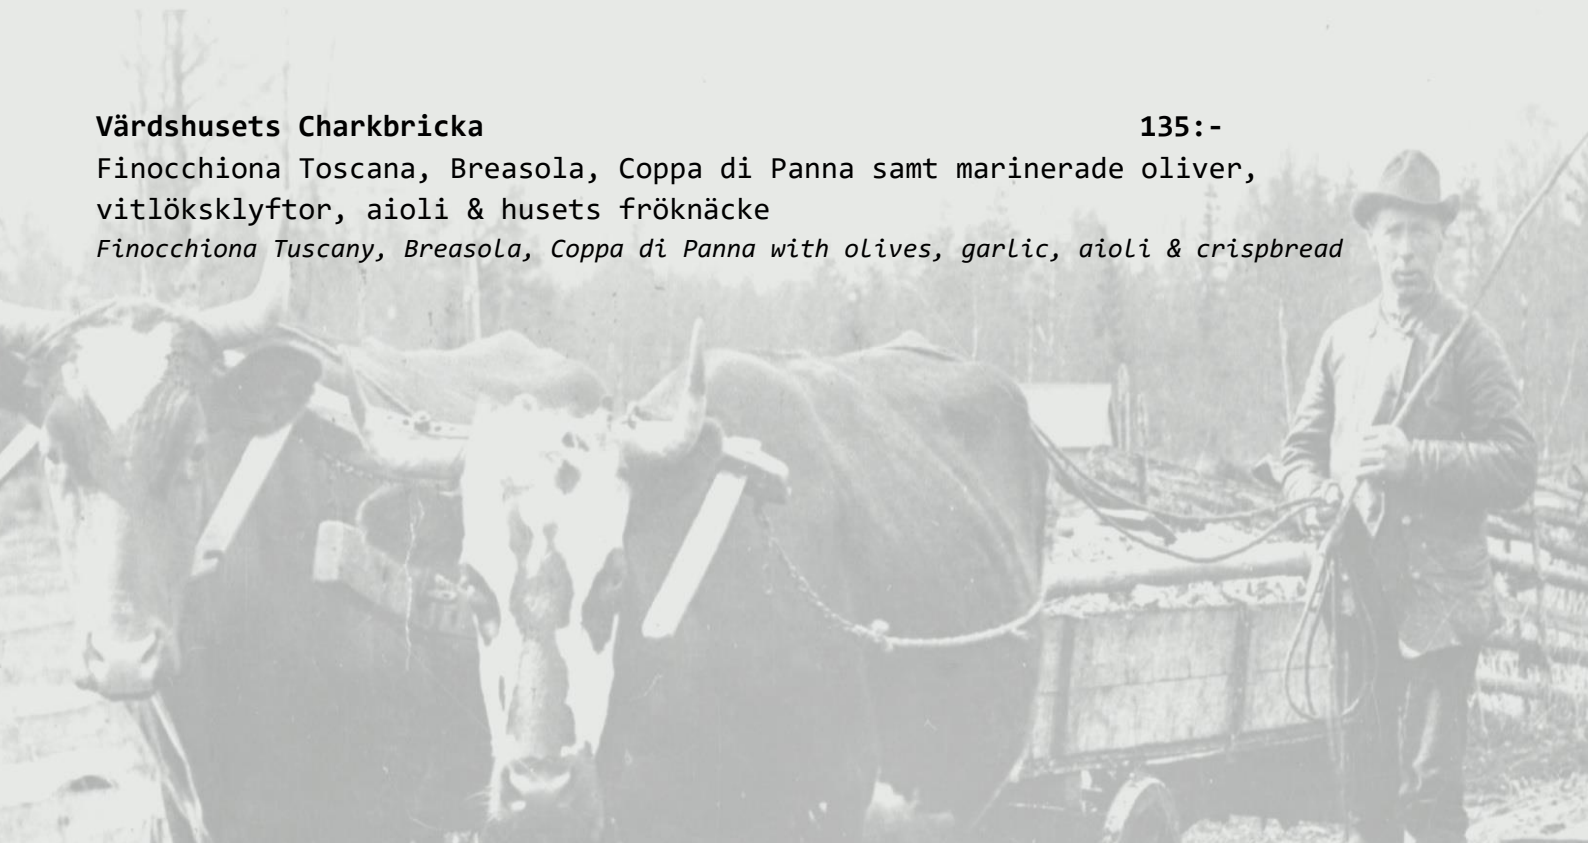 Värdshusets Charkbricka 135:-
Finocchiona Toscana, Breasola, Coppa di Panna samt marinerade oliver,
vitlöksklyftor, aioli & husets fröknäcke
Finocchiona Tuscany, Breasola, Coppa di Panna with olives, garlic, aioli & crispbread